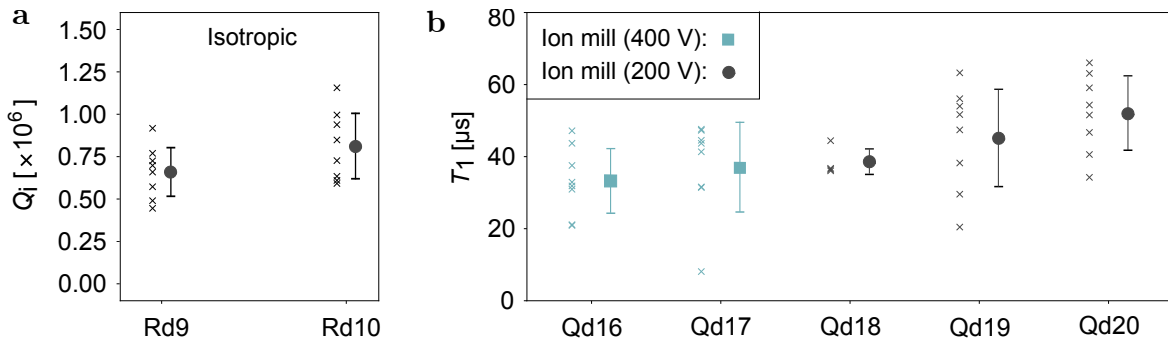 a
Isotropic
Qi [×10⁶]
1.50
1.25
1.00
0.75
0.50
0.25
0.00
Rd9 Rd10
b
Ion mill (400 V):
Ion mill (200 V):
T1 [µs]
80
60
40
20
0
Qd16 Qd17 Qd18 Qd19 Qd20